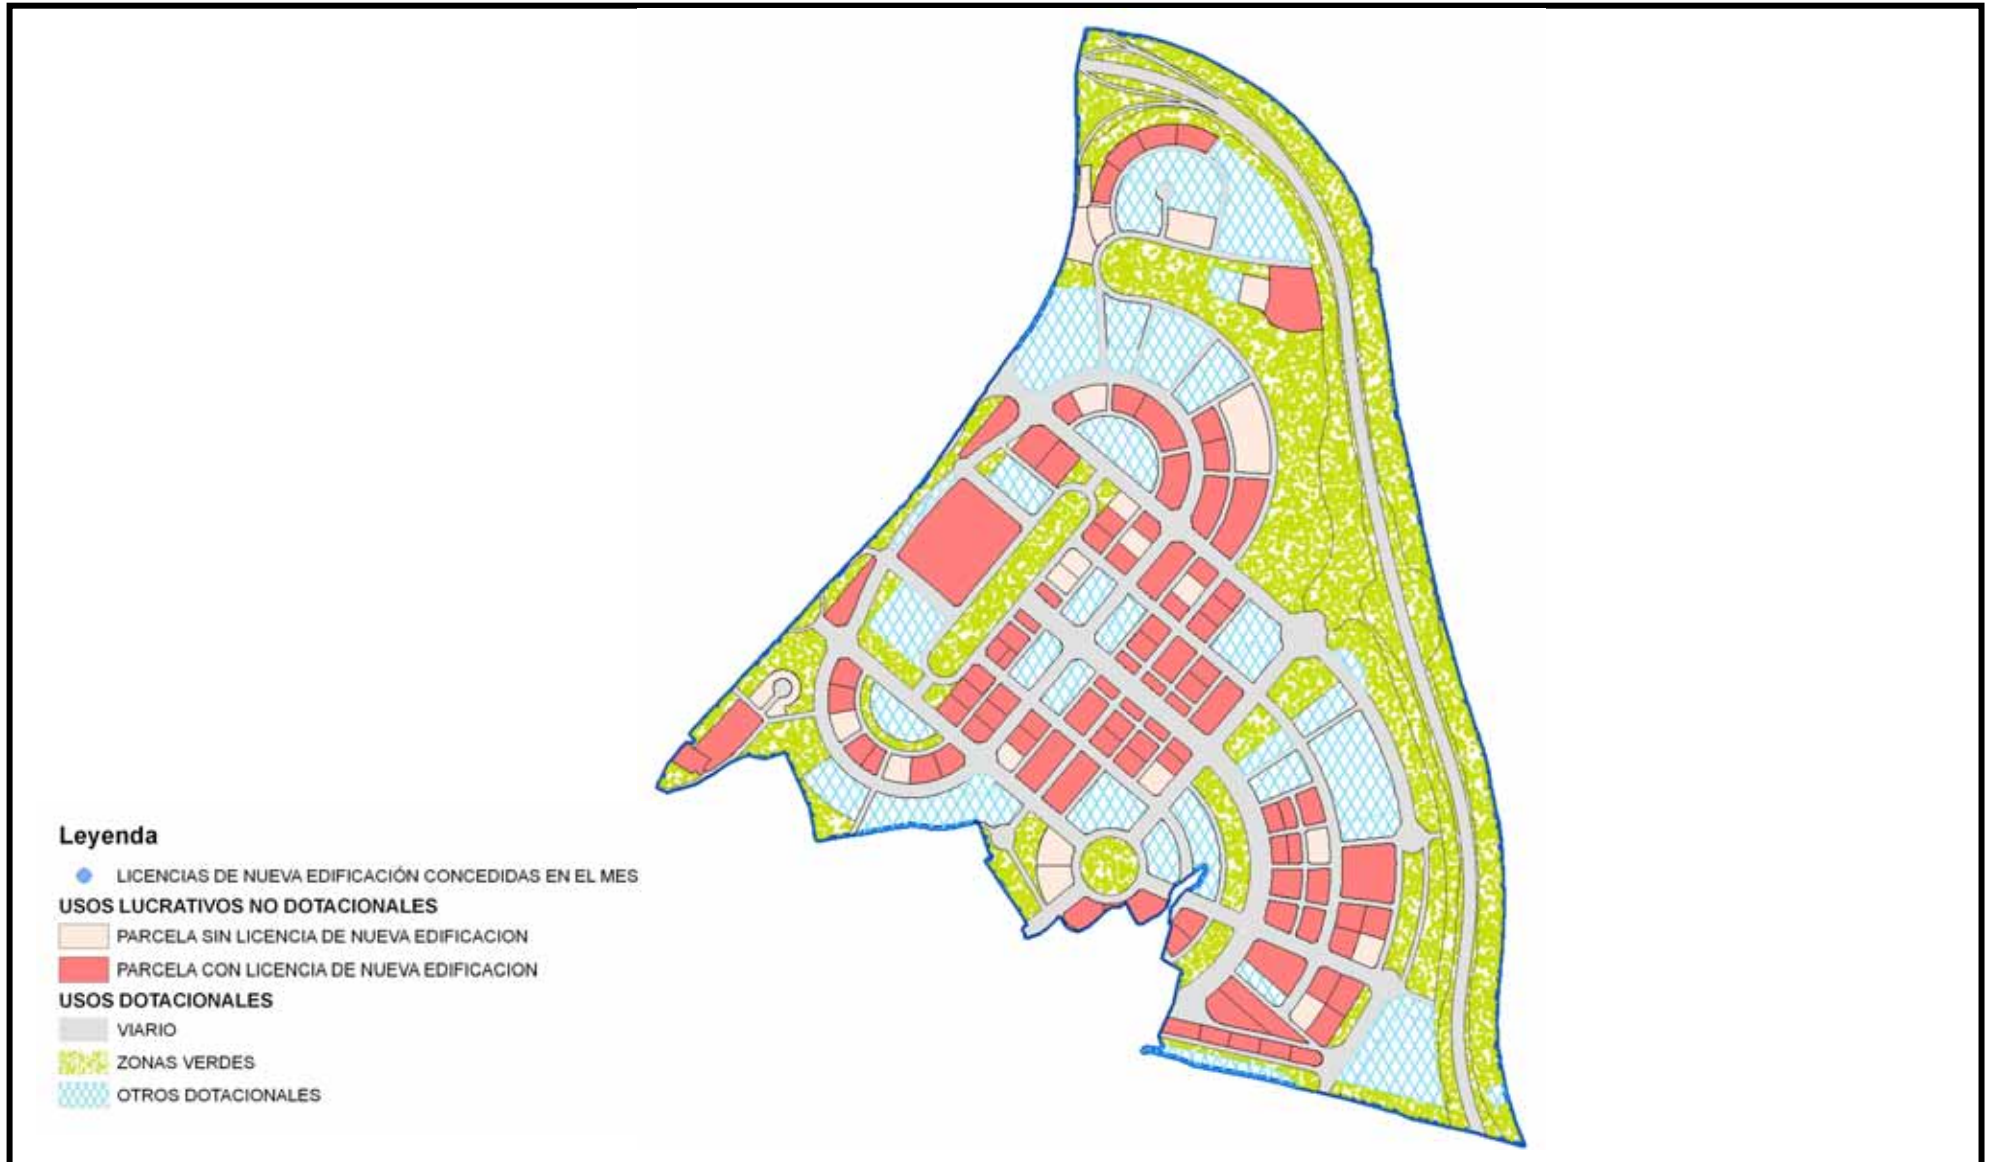 Leyenda
LICENCIAS DE NUEVA EDIFICACIÓN CONCEDIDAS EN EL MES
USOS LUCRATIVOS NO DOTACIONALES
PARCELA SIN LICENCIA DE NUEVA EDIFICACION
PARCELA CON LICENCIA DE NUEVA EDIFICACION
USOS DOTACIONALES
VIARIO
ZONAS VERDES
OTROS DOTACIONALES